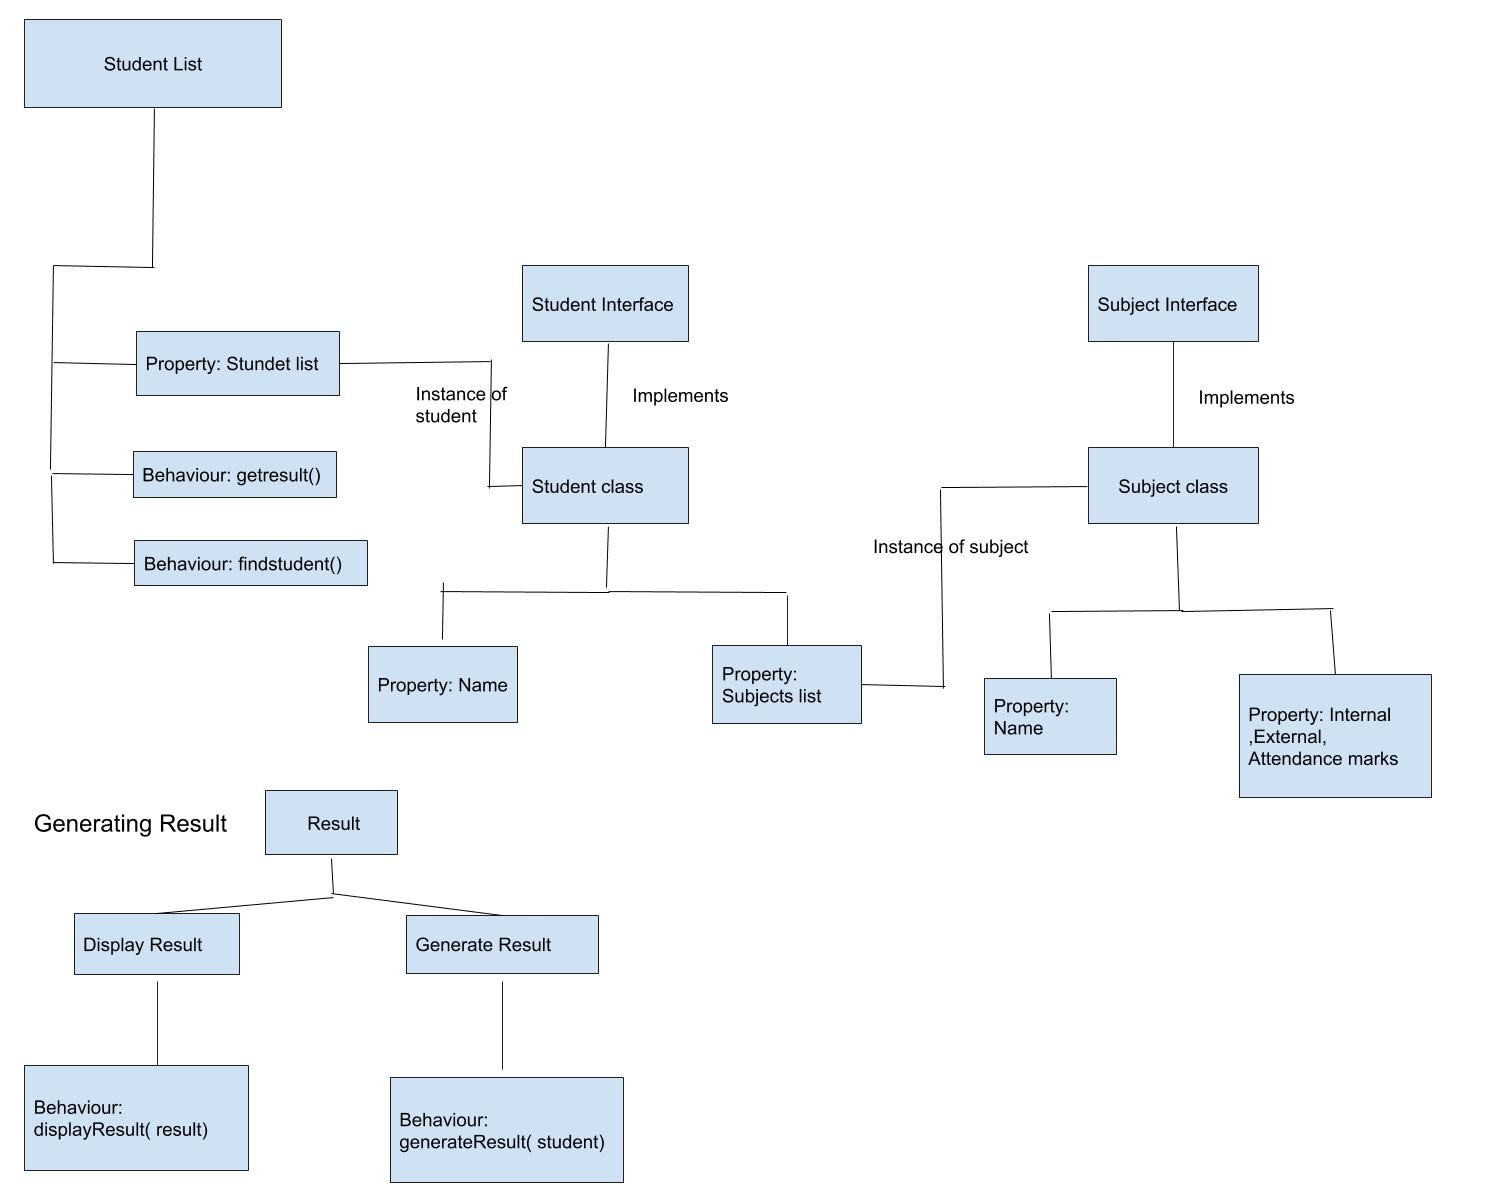 Student List
Student Interface
Subject Interface
Property: Stundet list
Instance of
student
Implements
Implements
Behaviour: getresult()
Student class
Subject class
Instance of subject
Behaviour: findstudent()
Property: Name
Property:
Subjects list
Property:
Name
Property: Internal
,External,
Attendance marks
Generating Result
Result
Display Result
Generate Result
Behaviour:
displayResult( result)
Behaviour:
generateResult( student)